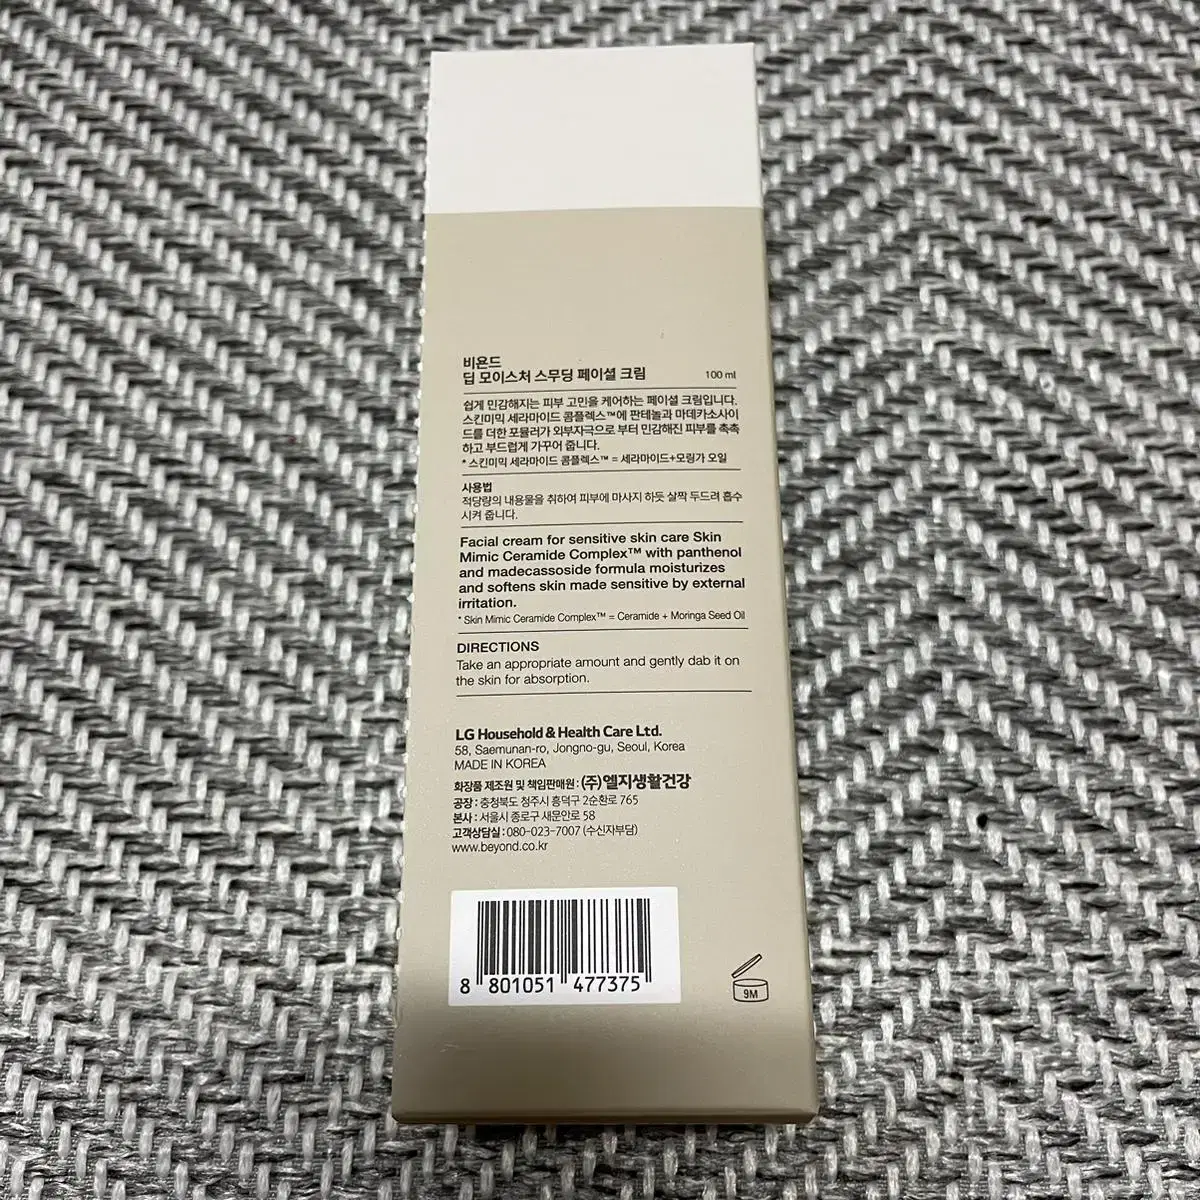 비욘드
딥 모이스처 스무딩 페이셜 크림 100 ml
쉽게 민감해지는 피부 고민을 케어하는 페이셜 크림입니다.
스킨미믹 세라마이드 콤플렉스™에 판테놀과 마데카소사이
드를 더한 포뮬러가 외부자극으로 부터 민감해진 피부를 촉촉
하고 부드럽게 가꾸어 줍니다.
* 스킨미믹 세라마이드 콤플렉스™ = 세라마이드+모링가 오일
사용법
적당량의 내용물을 취하여 피부에 마사지 하듯 살짝 두드려 흡수
시켜 줍니다.
Facial cream for sensitive skin care Skin
Mimic Ceramide Complex™ with panthenol
and madecassoside formula moisturizes
and softens skin made sensitive by external
irritation.
* Skin Mimic Ceramide Complex™ = Ceramide + Moringa Seed Oil
DIRECTIONS
Take an appropriate amount and gently dab it on
the skin for absorption.
LG Household & Health Care Ltd.
58, Saemunan-ro, Jongno-gu, Seoul, Korea
MADE IN KOREA
화장품 제조원 및 책임판매원 : (주)엘지생활건강
공장 : 충청북도 청주시 흥덕구 2순환로 765
본사 : 서울시 종로구 새문안로 58
고객상담실 : 080-023-7007 (수신자부담)
www.beyond.co.kr
8 801051 477375
9M